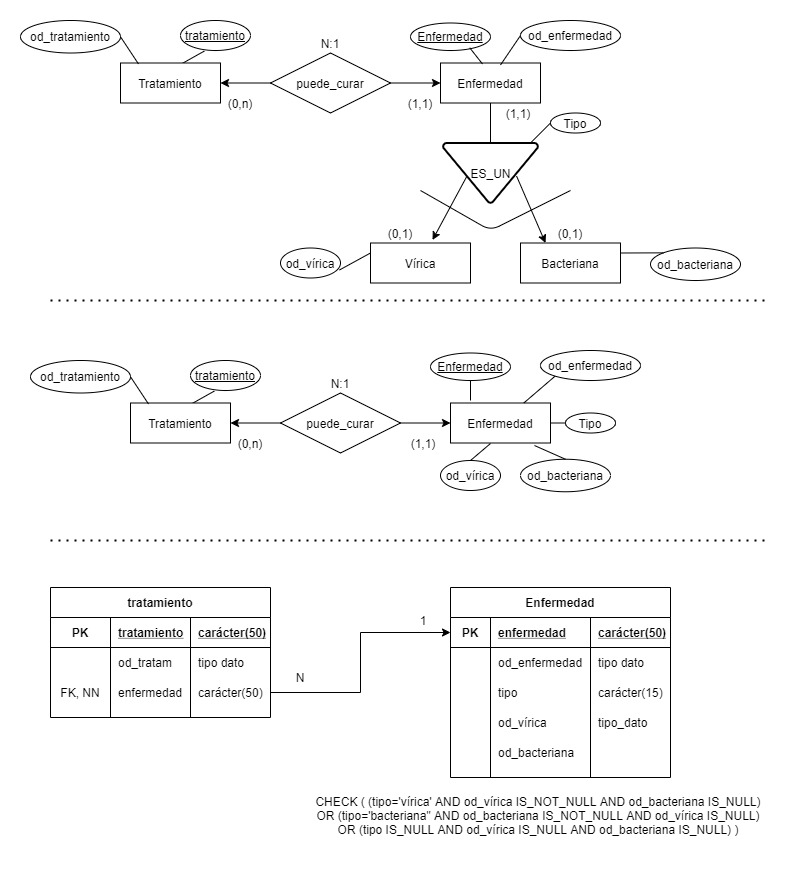 od_tratamiento
tratamiento
N:1
Enfermedad
od_enfermedad
Tratamiento
puede_curar
Enfermedad
(0,n)
(1,1)
(1,1)
Tipo
ES_UN
(0,1)
(0,1)
od_vírica
Vírica
Bacteriana
od_bacteriana
od_tratamiento
tratamiento
N:1
Enfermedad
od_enfermedad
Tratamiento
puede_curar
Enfermedad
Tipo
(0,n)
(1,1)
od_vírica
od_bacteriana
tratamiento
PK tratamiento carácter(50)
od_tratam tipo dato
FK, NN enfermedad carácter(50)
N
1
Enfermedad
PK enfermedad carácter(50)
od_enfermedad tipo dato
tipo carácter(15)
od_vírica tipo_dato
od_bacteriana
CHECK ( (tipo='vírica' AND od_vírica IS_NOT_NULL AND od_bacteriana IS_NULL)
OR (tipo='bacteriana" AND od_bacteriana IS_NOT_NULL AND od_vírica IS_NULL)
OR (tipo IS_NULL AND od_vírica IS_NULL AND od_bacteriana IS_NULL) )